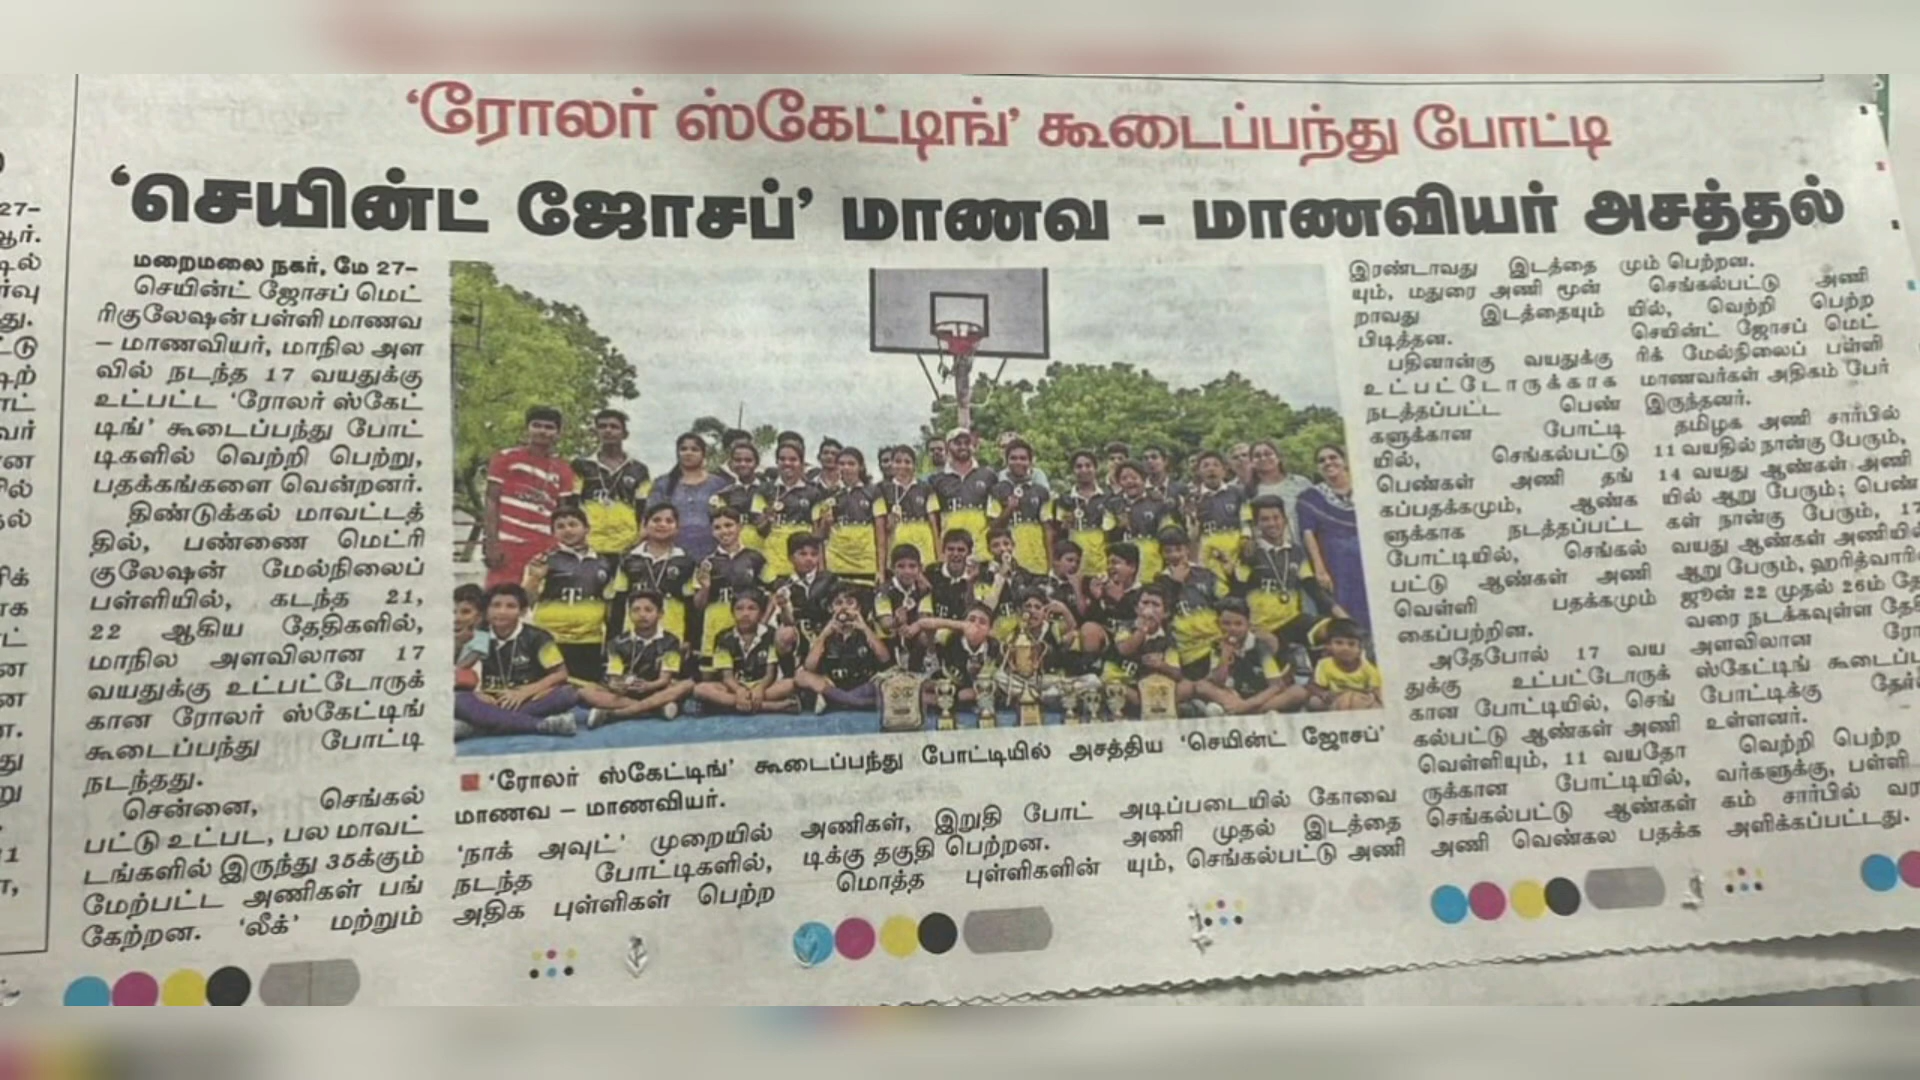 ‘ரோலர் ஸ்கேட்டிங்’ கூடைப்பந்து போட்டி
‘செயின்ட் ஜோசப்’ மாணவ – மாணவியர் அசத்தல்
மறைமலை நகர், மே 27–
செயின்ட் ஜோசப் மெட்
ரிகுலேஷன் பள்ளி மாணவ
– மாணவியர், மாநில அள
வில் நடந்த 17 வயதுக்கு
உட்பட்ட ‘ரோலர் ஸ்கேட்
டிங்’ கூடைப்பந்து போட்
டிகளில் வெற்றி பெற்று,
பதக்கங்களை வென்றனர்.
திண்டுக்கல் மாவட்டத்
தில், பண்ணை மெட்ரி
குலேஷன் மேல்நிலைப்
பள்ளியில், கடந்த 21,
22 ஆகிய தேதிகளில்,
மாநில அளவிலான 17
வயதுக்கு உட்பட்டோருக்
கான ரோலர் ஸ்கேட்டிங்
கூடைப்பந்து போட்டி
நடந்தது.
சென்னை, செங்கல்
பட்டு உட்பட, பல மாவட்
டங்களில் இருந்து 35க்கும்
மேற்பட்ட அணிகள் பங்
கேற்றன. ‘லீக்’ மற்றும்
‘ரோலர் ஸ்கேட்டிங்’ கூடைப்பந்து போட்டியில் அசத்திய ‘செயின்ட் ஜோசப்’
மாணவ – மாணவியர்.
‘நாக் அவுட்’ முறையில்
நடந்த போட்டிகளில்,
அதிக புள்ளிகள் பெற்ற
அணிகள், இறுதி போட்
டிக்கு தகுதி பெற்றன.
மொத்த புள்ளிகளின்
அடிப்படையில் கோவை
அணி முதல் இடத்தை
யும், செங்கல்பட்டு அணி
இரண்டாவது இடத்தை
யும், மதுரை அணி மூன்
றாவது இடத்தையும்
பிடித்தன.
பதினான்கு வயதுக்கு
உட்பட்டோருக்காக
நடத்தப்பட்ட பெண்
களுக்கான போட்டி
யில், செங்கல்பட்டு
பெண்கள் அணி தங்
கப்பதக்கமும், ஆண்க
ளுக்காக நடத்தப்பட்ட
போட்டியில், செங்கல்
பட்டு ஆண்கள் அணி
வெள்ளி பதக்கமும்
கைப்பற்றின.
அதேபோல் 17 வய
துக்கு உட்பட்டோருக்
கான போட்டியில், செங்
கல்பட்டு ஆண்கள் அணி
வெள்ளியும், 11 வயதோ
ருக்கான போட்டியில்,
செங்கல்பட்டு ஆண்கள்
அணி வெண்கல பதக்க
மும் பெற்றன.
செங்கல்பட்டு அணி
யில், வெற்றி பெற்ற
செயின்ட் ஜோசப் மெட்
ரிக் மேல்நிலைப் பள்ளி
மாணவர்கள் அதிகம் பேர்
இருந்தனர்.
தமிழக அணி சார்பில்
11 வயதில் நான்கு பேரும்,
14 வயது ஆண்கள் அணி
யில் ஆறு பேரும்; பெண்
கள் நான்கு பேரும், 17
வயது ஆண்கள் அணியில்
ஆறு பேரும், ஹரித்வாரி
ஜூன் 22 முதல் 26ம்
வரை நடக்கவுள்ள
அளவிலான
ஸ்கேட்டிங்
போட்டிக்கு
உள்ளனர்.
வெற்றி பெற்ற
வர்களுக்கு, பள்ளி
கம் சார்பில்
அளிக்கப்பட்டது.